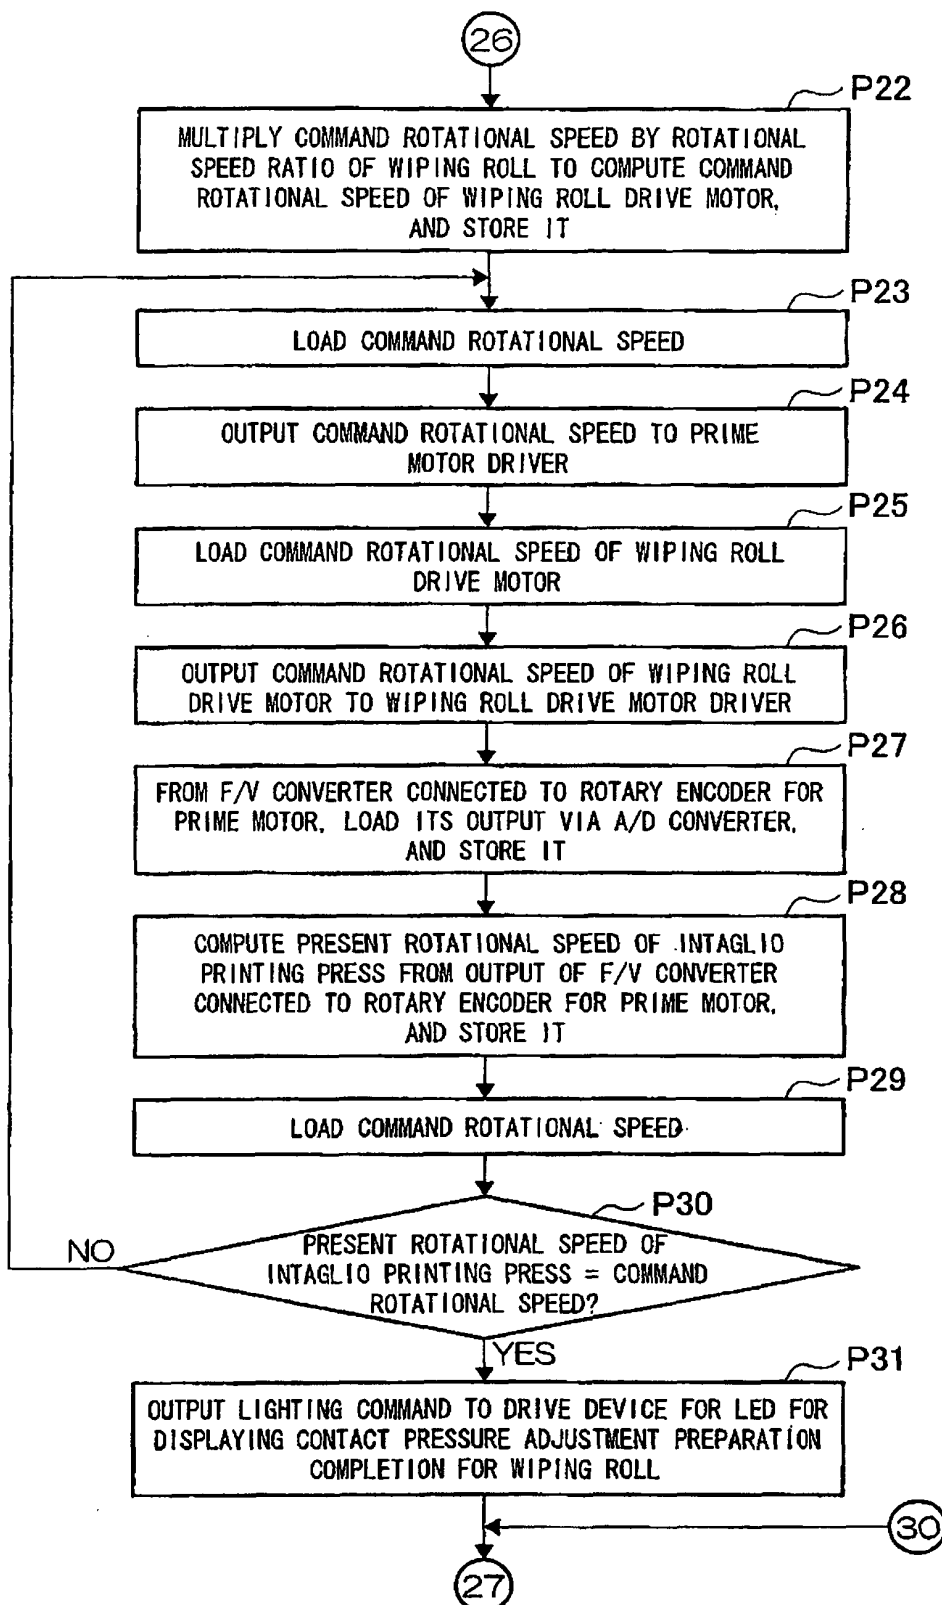 26
P22
MULTIPLY COMMAND ROTATIONAL SPEED BY ROTATIONAL
SPEED RATIO OF WIPING ROLL TO COMPUTE COMMAND
ROTATIONAL SPEED OF WIPING ROLL DRIVE MOTOR,
AND STORE IT
P23
LOAD COMMAND ROTATIONAL SPEED
P24
OUTPUT COMMAND ROTATIONAL SPEED TO PRIME
MOTOR DRIVER
P25
LOAD COMMAND ROTATIONAL SPEED OF WIPING ROLL
DRIVE MOTOR
P26
OUTPUT COMMAND ROTATIONAL SPEED OF WIPING ROLL
DRIVE MOTOR TO WIPING ROLL DRIVE MOTOR DRIVER
P27
FROM F/V CONVERTER CONNECTED TO ROTARY ENCODER FOR
PRIME MOTOR, LOAD ITS OUTPUT VIA A/D CONVERTER,
AND STORE IT
P28
COMPUTE PRESENT ROTATIONAL SPEED OF INTAGLIO
PRINTING PRESS FROM OUTPUT OF F/V CONVERTER
CONNECTED TO ROTARY ENCODER FOR PRIME MOTOR,
AND STORE IT
P29
LOAD COMMAND ROTATIONAL SPEED
P30
PRESENT ROTATIONAL SPEED OF
INTAGLIO PRINTING PRESS = COMMAND
ROTATIONAL SPEED?
NO
YES
P31
OUTPUT LIGHTING COMMAND TO DRIVE DEVICE FOR LED FOR
DISPLAYING CONTACT PRESSURE ADJUSTMENT PREPARATION
COMPLETION FOR WIPING ROLL
30
27